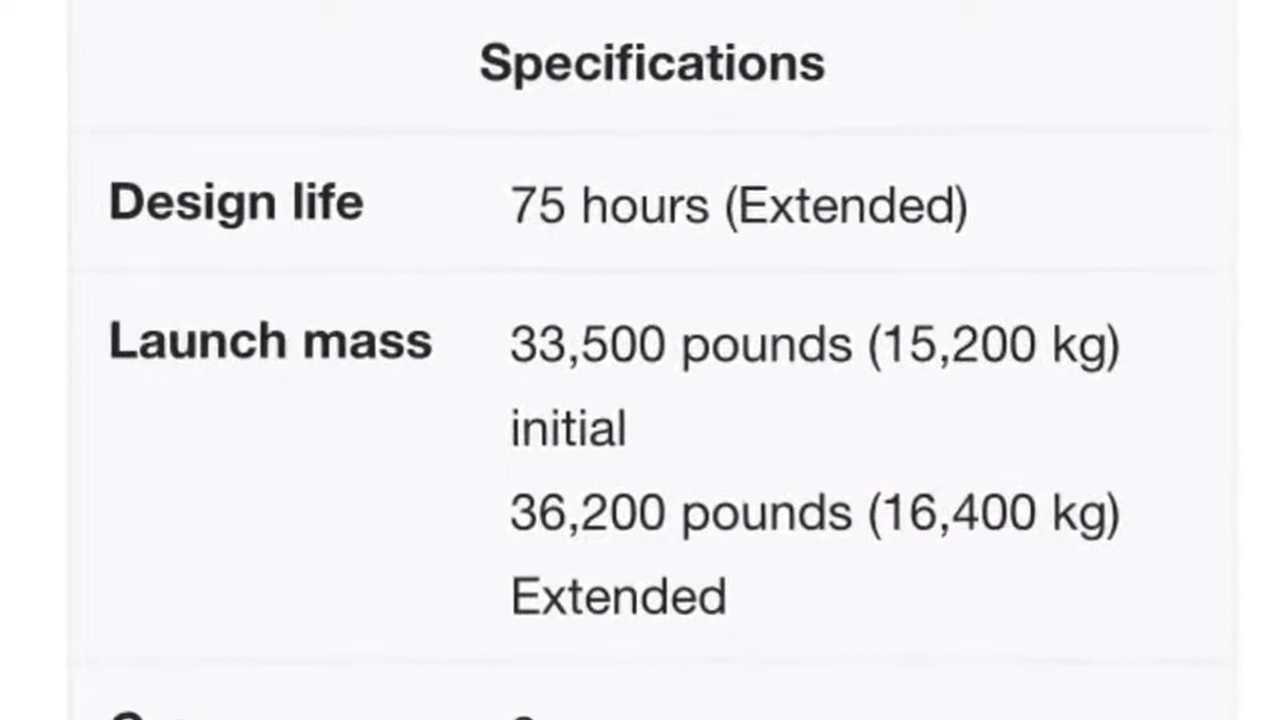 Specifications
Design life 75 hours (Extended)
Launch mass 33,500 pounds (15,200 kg)
initial
36,200 pounds (16,400 kg)
Extended